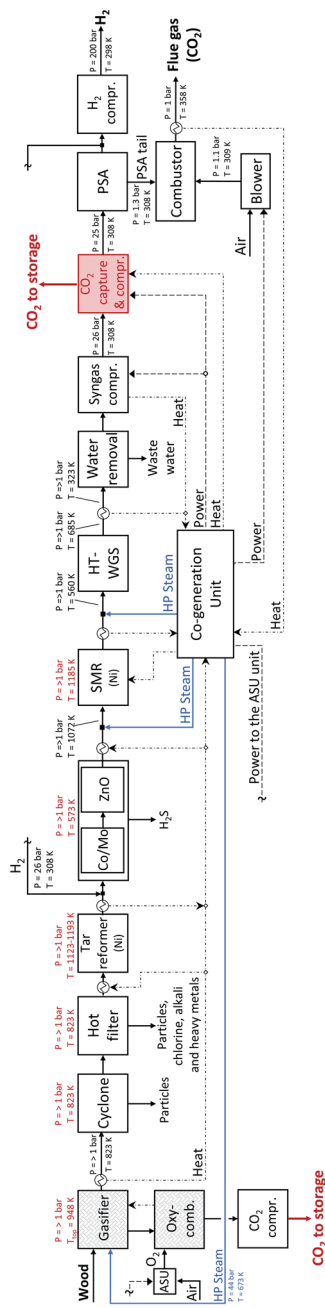 Wood
P = > 1 bar
T_top = 948 K
Gasifier
Oxy-
comb.
O₂
ASU
Air
HP Steam
P = 44 bar
T = 673 K
CO₂
compr.
CO₂ to storage
P = > 1 bar
T = 823 K
Heat
P = > 1 bar
T = 823 K
Cyclone
Particles
P = > 1 bar
T = 823 K
Hot
filter
Particles,
chlorine, alkali
and heavy metals
P = >1 bar
T = 1123-1193 K
Tar
reformer
(Ni)
H₂
P = 26 bar
T = 308 K
P = >1 bar
T = 573 K
Co/Mo
ZnO
H₂S
P =>1 bar
T = 1072K
HP Steam
P = >1 bar
T = 1185 K
SMR
(Ni)
HP Steam
P =>1 bar
T = 560 K
HT-
WGS
P =>1 bar
T = 685 K
P =>1 bar
T = 323 K
Water
removal
Waste
water
Syngas
compr.
Heat
Co-generation
Unit
Power
Heat
Power
Heat
Power to the ASU unit
P = 26 bar
T = 308 K
CO₂ to storage
CO₂
capture
& compr.
P = 25 bar
T = 308 K
PSA
PSA tail
P = 1.3 bar
T = 308 K
H₂
compr.
P = 200 bar
T = 298 K
H₂
Combustor
P = 1 bar
T = 358 K
Flue gas
(CO₂)
P = 1.1 bar
T = 309 K
Blower
Air